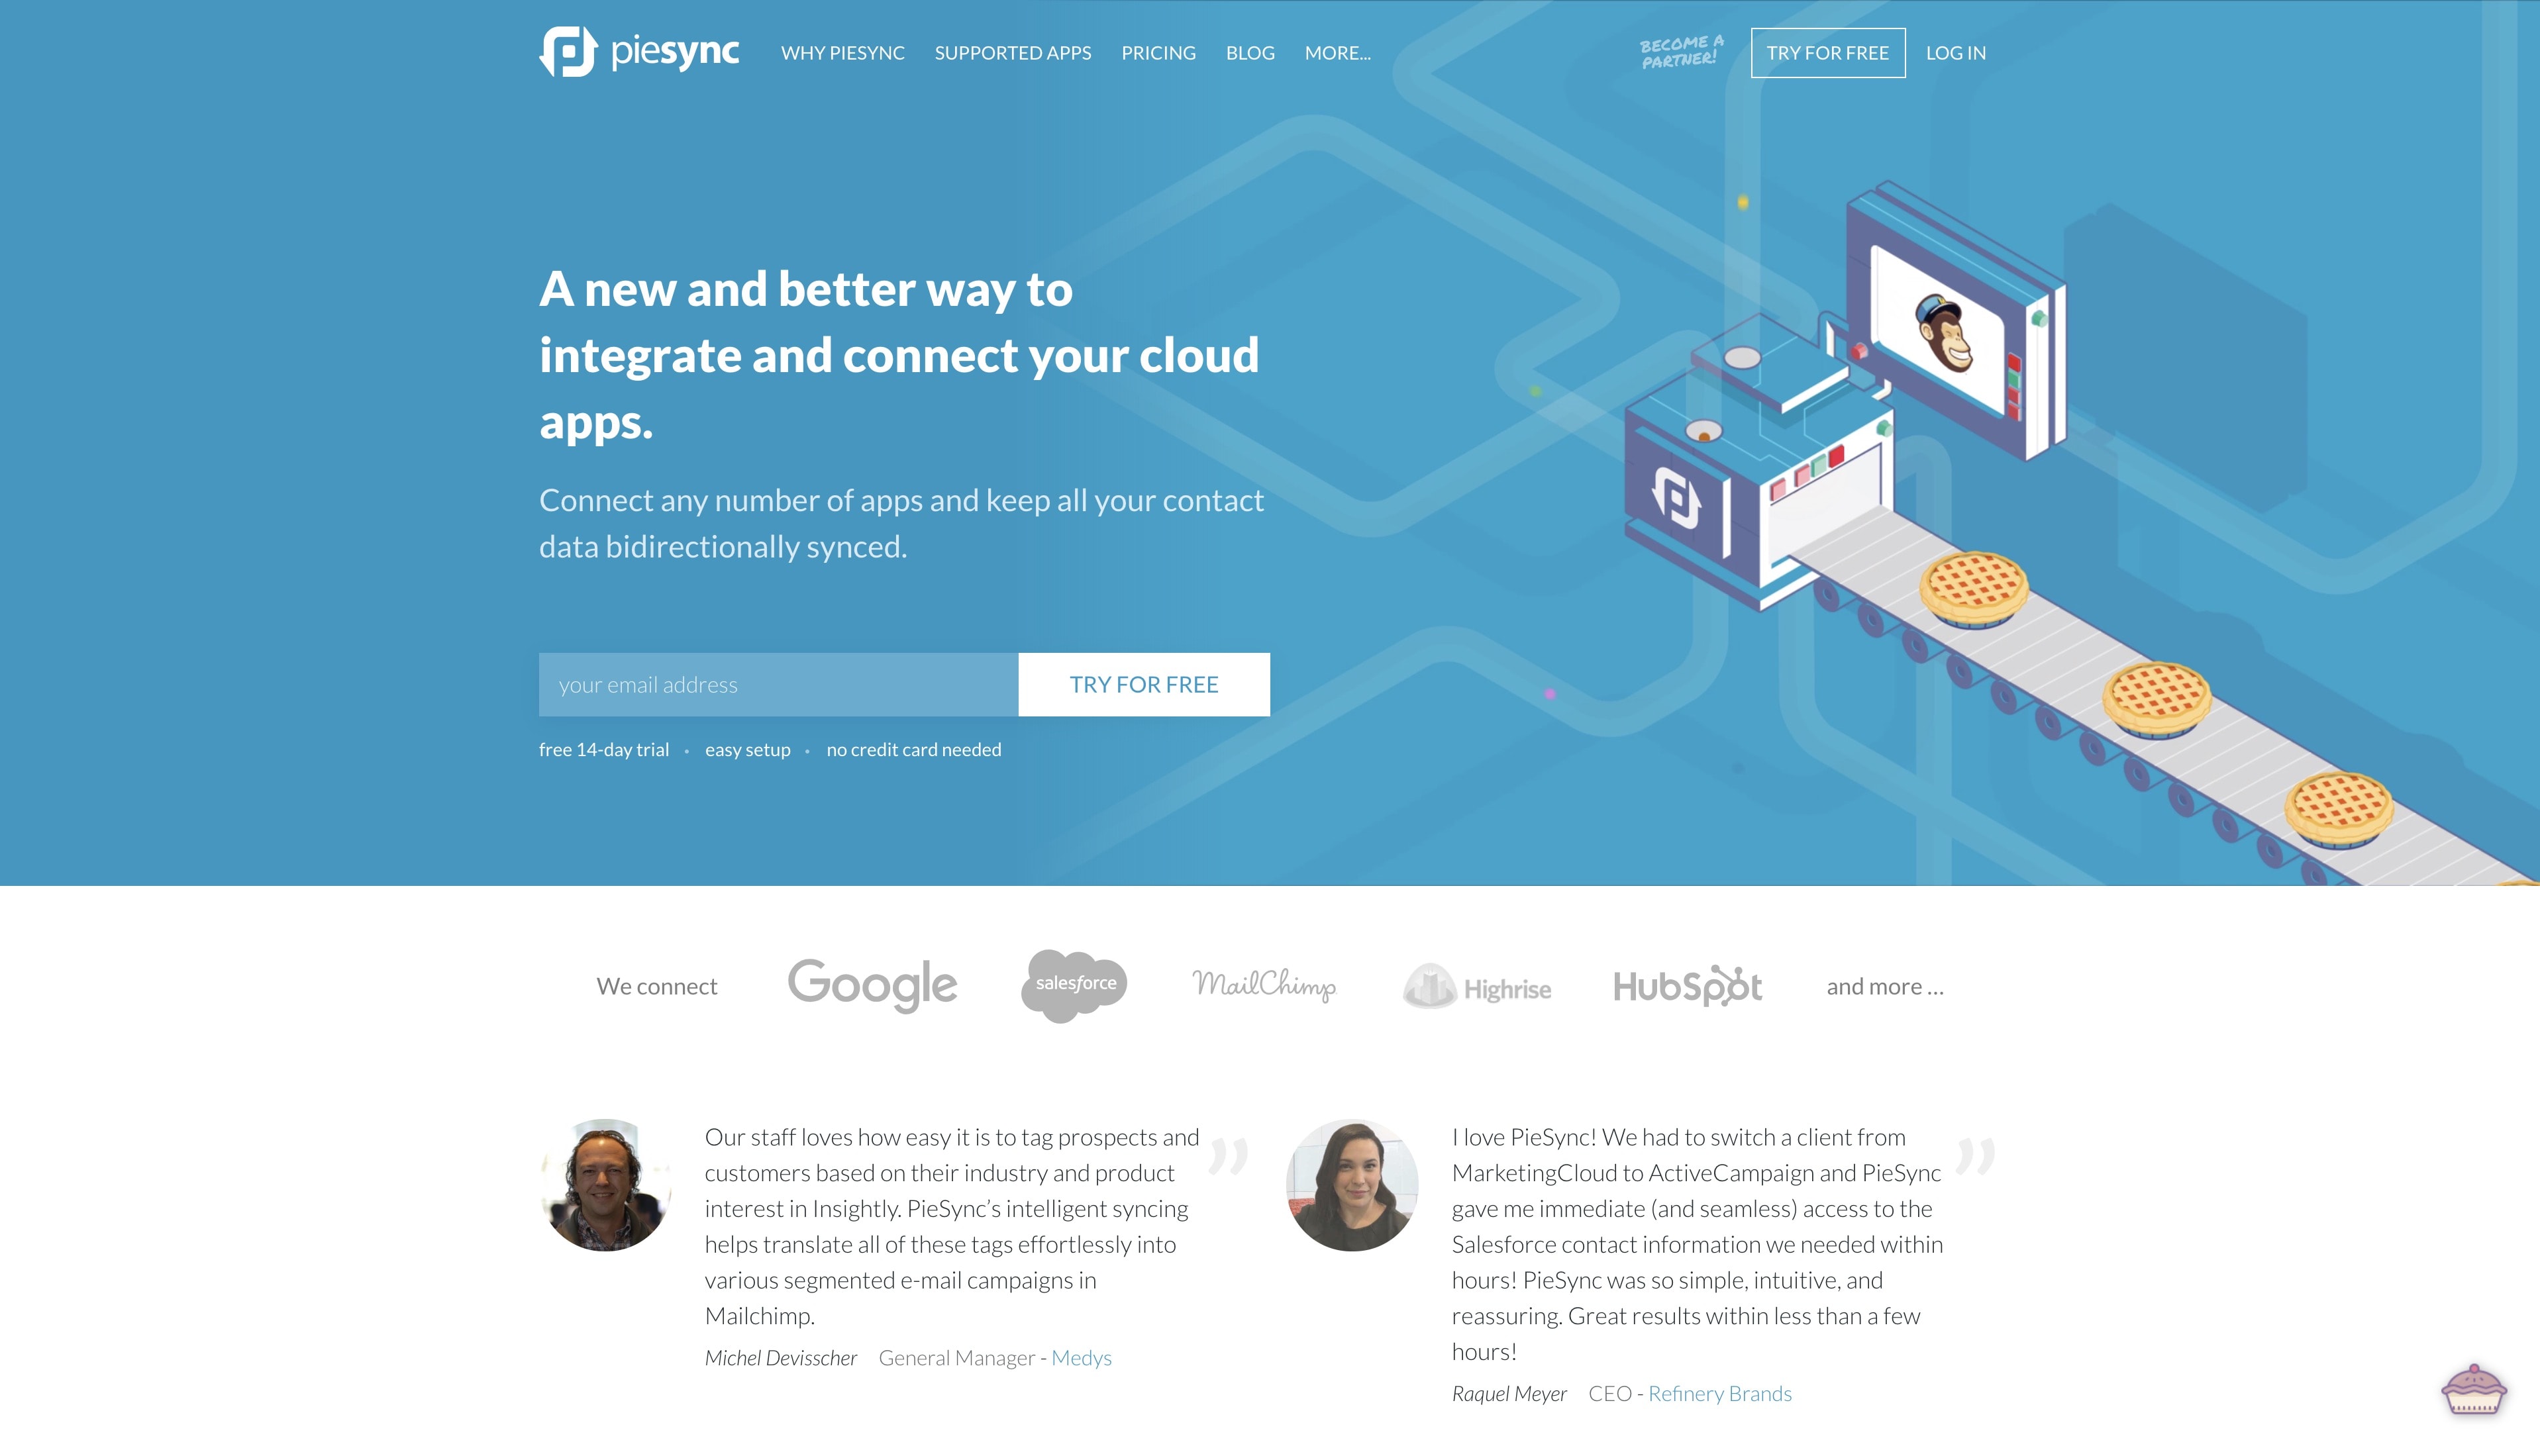 piesync
WHY PIESYNC
SUPPORTED APPS
PRICING
BLOG
MORE...
BECOME A
PARTNER!
TRY FOR FREE
LOG IN
A new and better way to
integrate and connect your cloud
apps.
Connect any number of apps and keep all your contact
data bidirectionally synced.
your email address
TRY FOR FREE
free 14-day trial • easy setup • no credit card needed
We connect
Google
salesforce
MailChimp
Highrise
HubSpot
and more ...
Our staff loves how easy it is to tag prospects and
customers based on their industry and product
interest in Insightly. PieSync’s intelligent syncing
helps translate all of these tags effortlessly into
various segmented e-mail campaigns in
Mailchimp.
Michel Devisscher General Manager - Medys
”
I love PieSync! We had to switch a client from
MarketingCloud to ActiveCampaign and PieSync
gave me immediate (and seamless) access to the
Salesforce contact information we needed within
hours! PieSync was so simple, intuitive, and
reassuring. Great results within less than a few
hours!
Raquel Meyer CEO - Refinery Brands
”